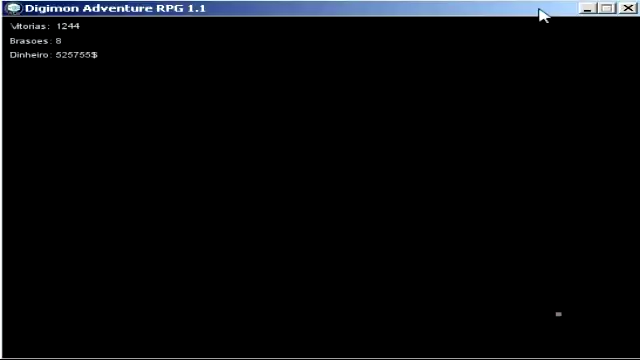 Digimon Adventure RPG 1.1
Vitorias: 1244
Brasoes: 8
Dinheiro: 525755$